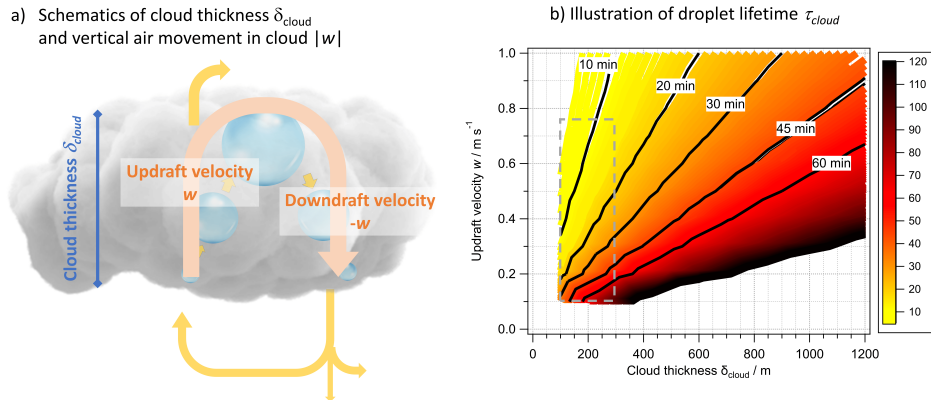 a) Schematics of cloud thickness δcloud
and vertical air movement in cloud |w|
Cloud thickness δcloud
Updraft velocity
w
Downdraft velocity
-w
b) Illustration of droplet lifetime τcloud
Updraft velocity w / m s⁻¹
1.0
0.8
0.6
0.4
0.2
0.0
10 min
20 min
30 min
45 min
60 min
0
200
400
600
800
1000
1200
Cloud thickness δcloud / m
120
110
100
90
80
70
60
50
40
30
20
10